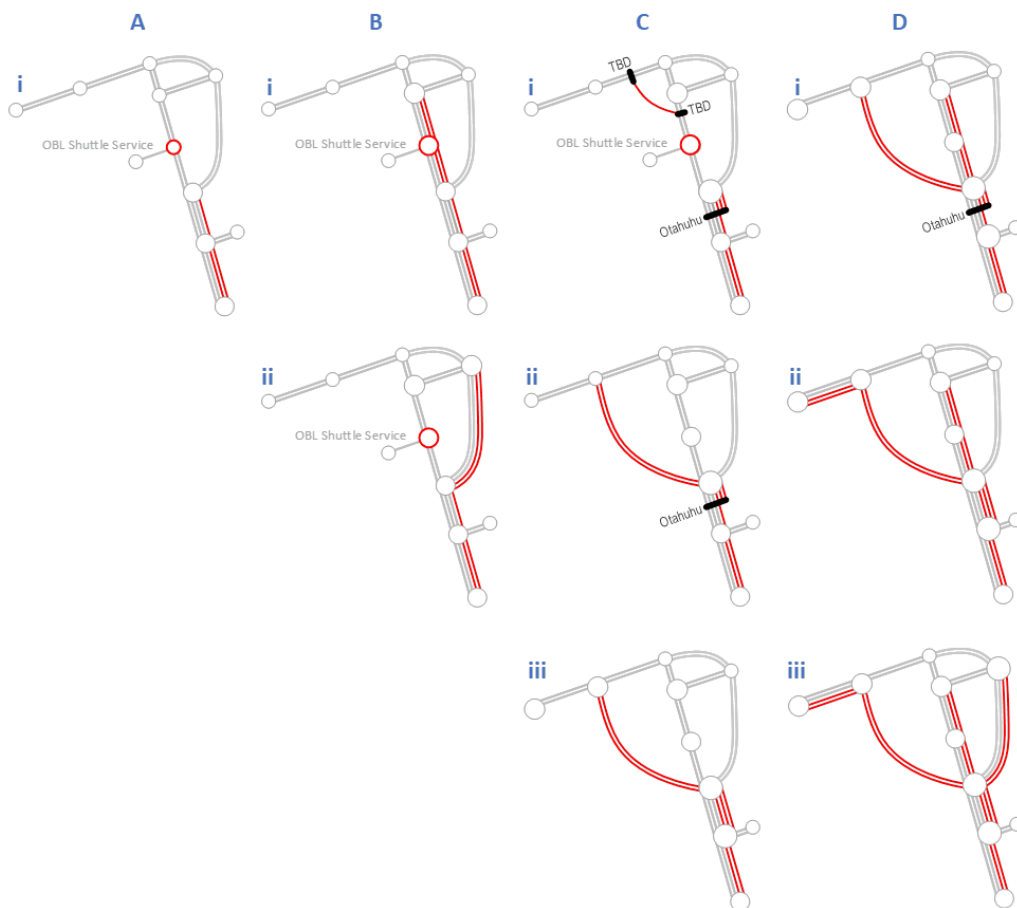 A
B
C
D
i
i
i
i
TBD
TBD
OBL Shuttle Service
OBL Shuttle Service
OBL Shuttle Service
Otahuhu
Otahuhu
ii
ii
ii
OBL Shuttle Service
Otahuhu
iii
iii